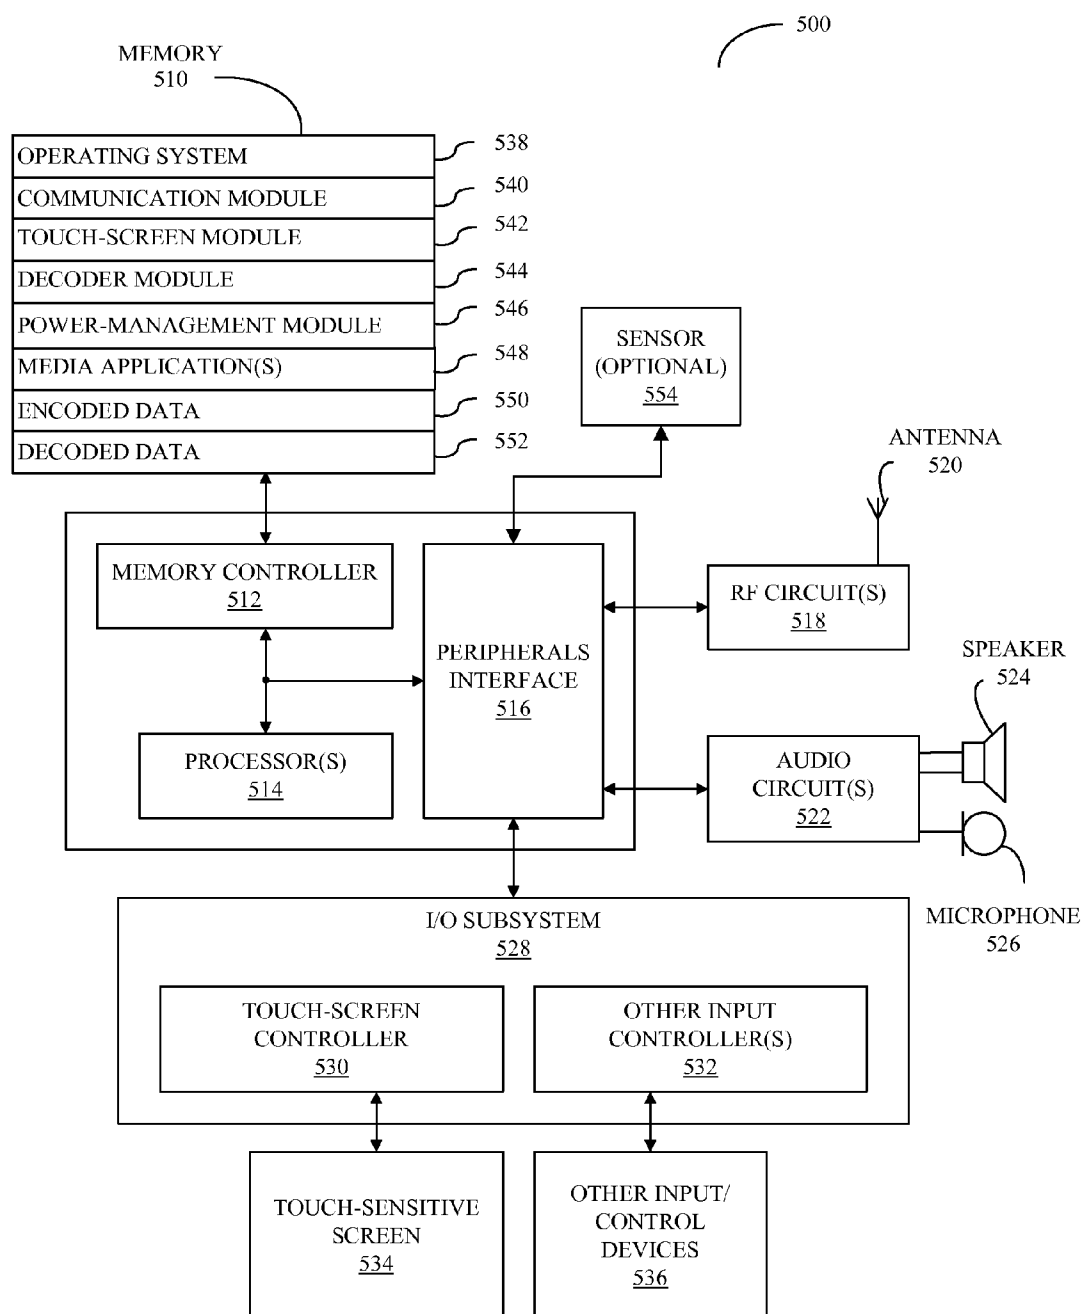 500
MEMORY
510
OPERATING SYSTEM
538
COMMUNICATION MODULE
540
TOUCH-SCREEN MODULE
542
DECODER MODULE
544
POWER-MANAGEMENT MODULE
546
MEDIA APPLICATION(S)
548
ENCODED DATA
550
DECODED DATA
552
SENSOR
(OPTIONAL)
554
ANTENNA
520
MEMORY CONTROLLER
512
PERIPHERALS
INTERFACE
516
PROCESSOR(S)
514
RF CIRCUIT(S)
518
SPEAKER
524
AUDIO
CIRCUIT(S)
522
MICROPHONE
526
I/O SUBSYSTEM
528
TOUCH-SCREEN
CONTROLLER
530
OTHER INPUT
CONTROLLER(S)
532
TOUCH-SENSITIVE
SCREEN
534
OTHER INPUT/
CONTROL
DEVICES
536